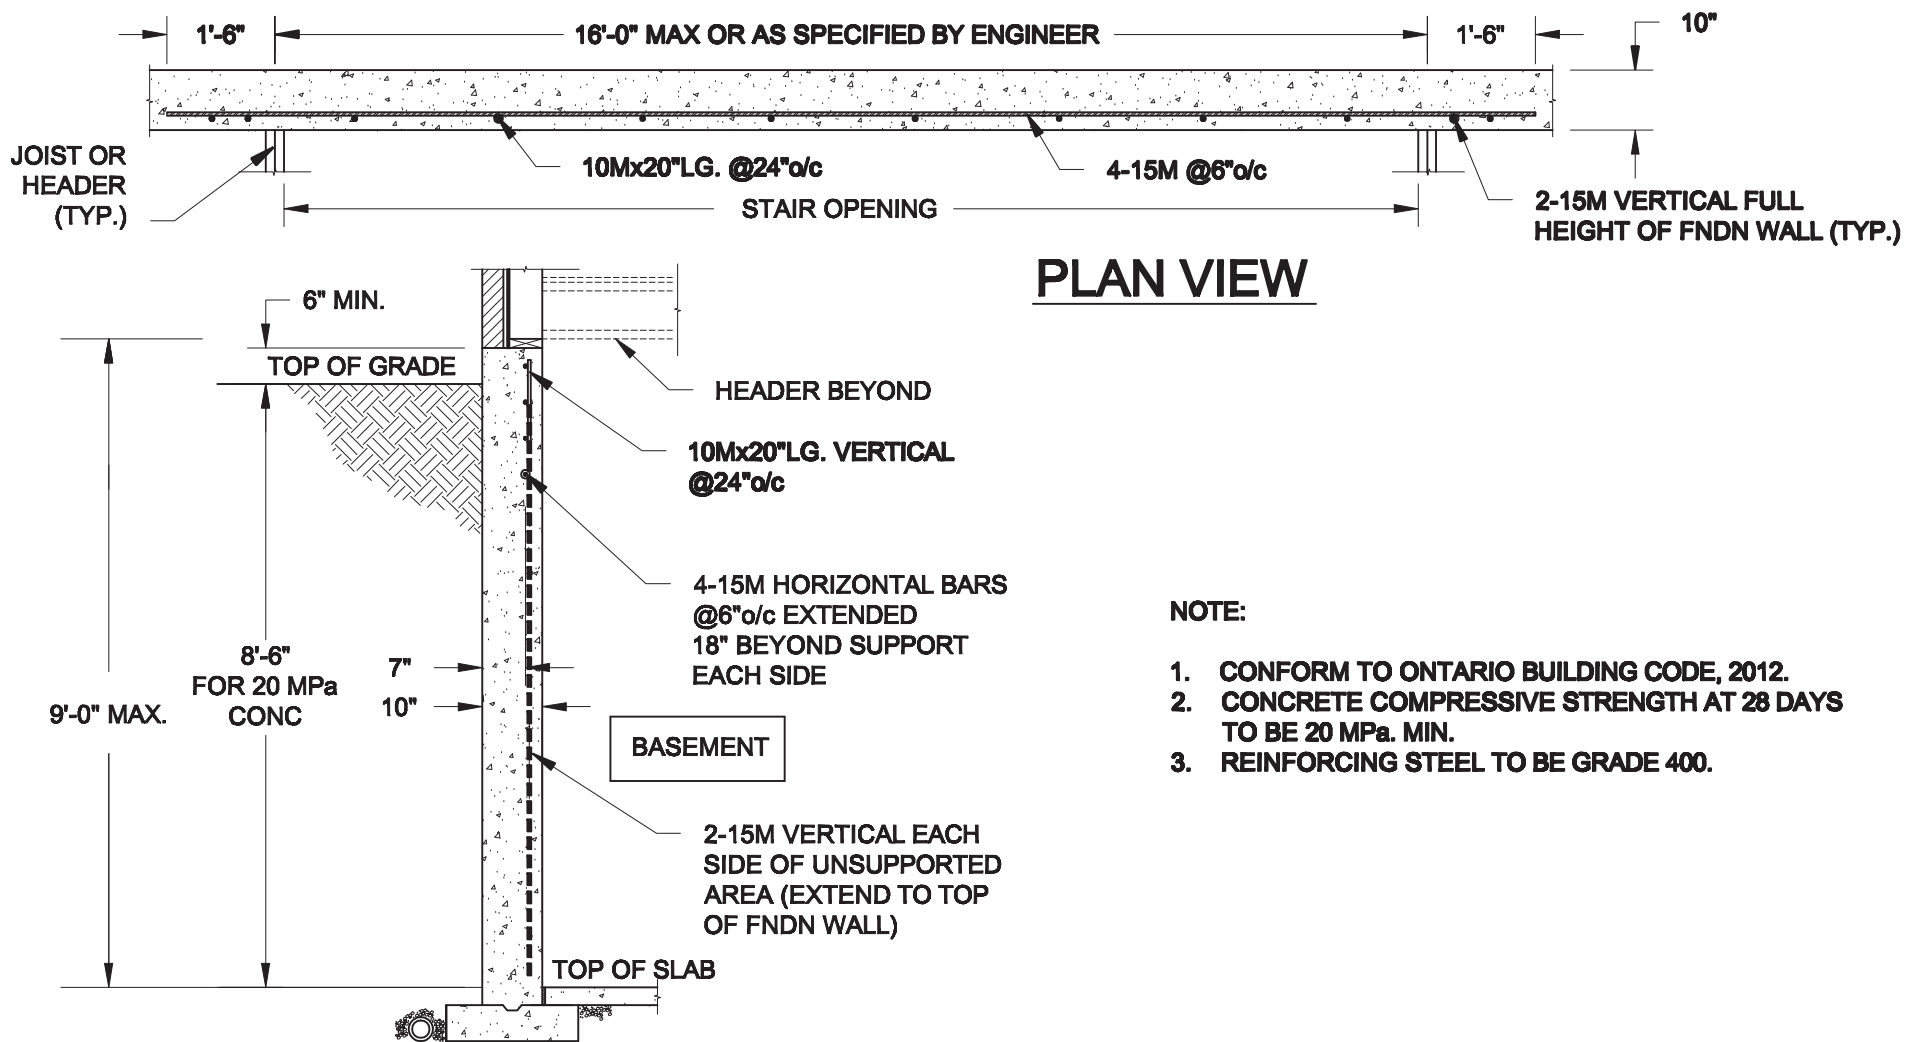 1'-6"
16'-0" MAX OR AS SPECIFIED BY ENGINEER
1'-6"
10"
JOIST OR
HEADER
(TYP.)
10Mx20"LG. @24"o/c
4-15M @6"o/c
STAIR OPENING
2-15M VERTICAL FULL
HEIGHT OF FNDN WALL (TYP.)
PLAN VIEW
6" MIN.
TOP OF GRADE
HEADER BEYOND
10Mx20"LG. VERTICAL
@24"o/c
4-15M HORIZONTAL BARS
@6"o/c EXTENDED
18" BEYOND SUPPORT
EACH SIDE
9'-0" MAX.
8'-6"
FOR 20 MPa
CONC
7"
10"
BASEMENT
2-15M VERTICAL EACH
SIDE OF UNSUPPORTED
AREA (EXTEND TO TOP
OF FNDN WALL)
TOP OF SLAB
NOTE:
1. CONFORM TO ONTARIO BUILDING CODE, 2012.
2. CONCRETE COMPRESSIVE STRENGTH AT 28 DAYS
TO BE 20 MPa. MIN.
3. REINFORCING STEEL TO BE GRADE 400.